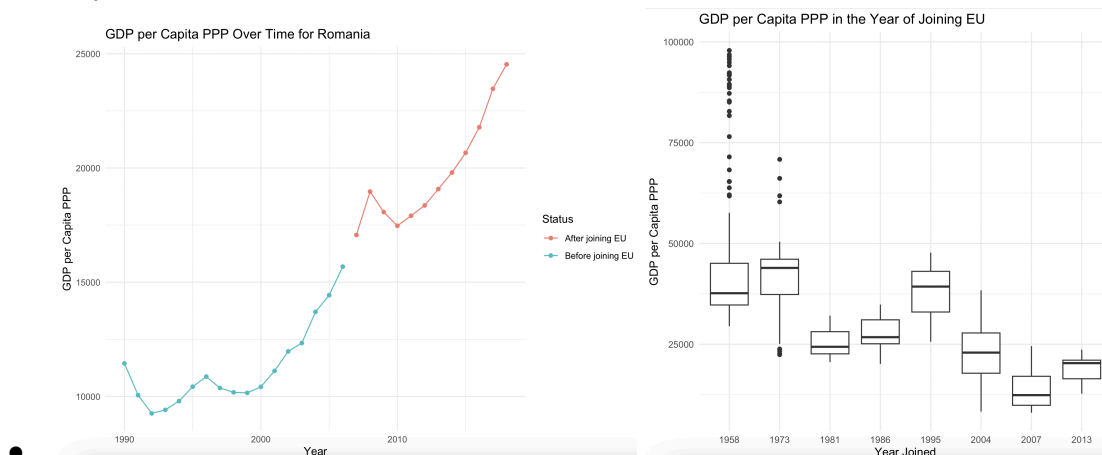 GDP per Capita PPP Over Time for Romania
25000
20000
15000
10000
GDP per Capita PPP
1990
2000
2010
Year
Status
After joining EU
Before joining EU
GDP per Capita PPP in the Year of Joining EU
100000
75000
50000
25000
GDP per Capita PPP
1958
1973
1981
1986
1995
2004
2007
2013
Year Joined